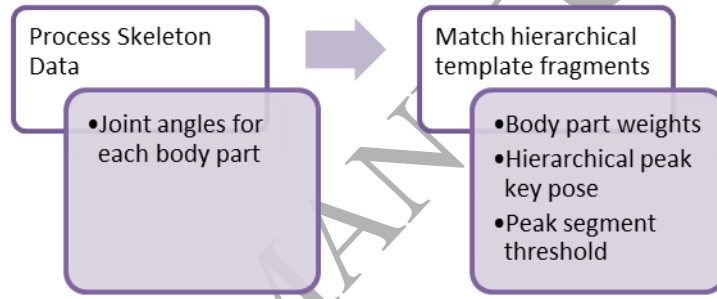 Process Skeleton
Data
•Joint angles for
each body part
Match hierarchical
template fragments
•Body part weights
•Hierarchical peak
key pose
•Peak segment
threshold
MAN